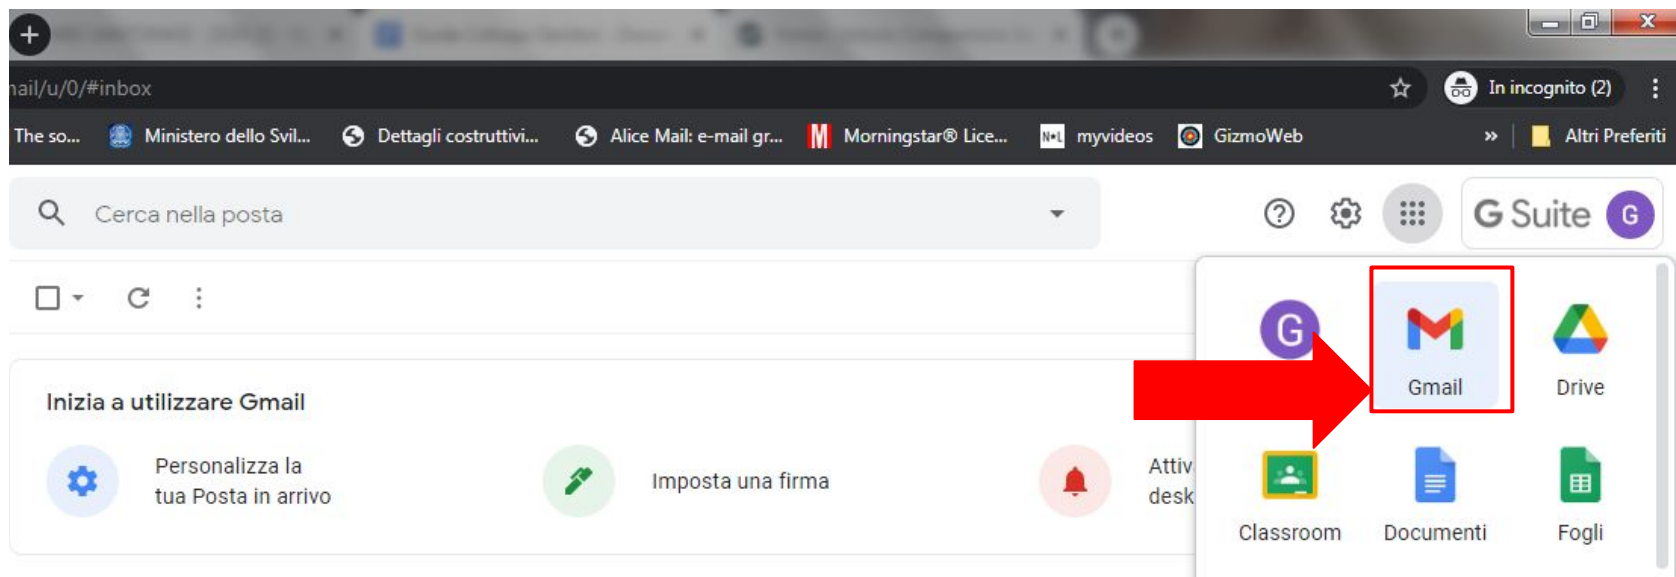 mail/u/0/#inbox
In incognito (2)
The so...
Ministero dello Svil...
Dettagli costruttivi...
Alice Mail: e-mail gr...
M
Morningstar® Lice...
N•L
myvideos
GizmoWeb
»
Altri Preferiti
Cerca nella posta
G Suite
G
G
Gmail
Drive
Inizia a utilizzare Gmail
Personalizza la
tua Posta in arrivo
Imposta una firma
Attiv
desk
Classroom
Documenti
Fogli